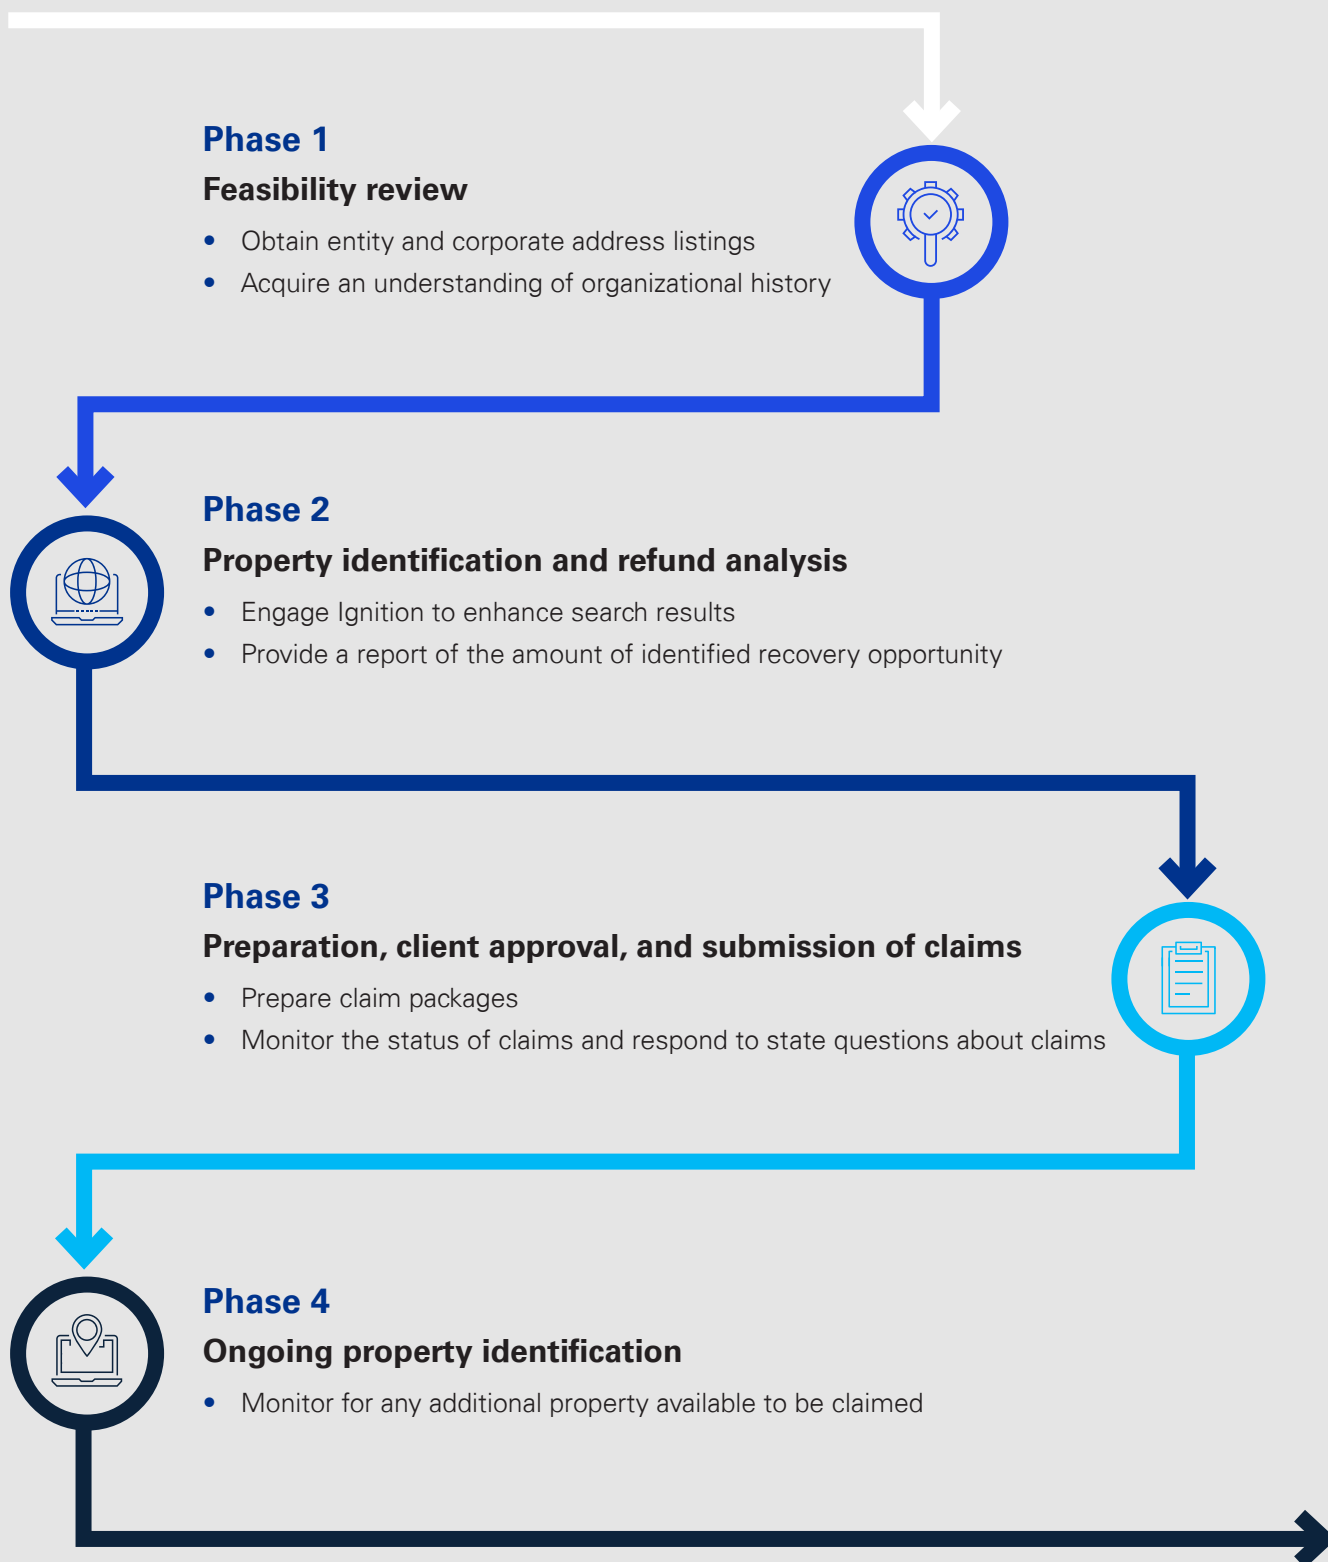 Phase 1
Feasibility review
• Obtain entity and corporate address listings
• Acquire an understanding of organizational history
Phase 2
Property identification and refund analysis
• Engage Ignition to enhance search results
• Provide a report of the amount of identified recovery opportunity
Phase 3
Preparation, client approval, and submission of claims
• Prepare claim packages
• Monitor the status of claims and respond to state questions about claims
Phase 4
Ongoing property identification
• Monitor for any additional property available to be claimed